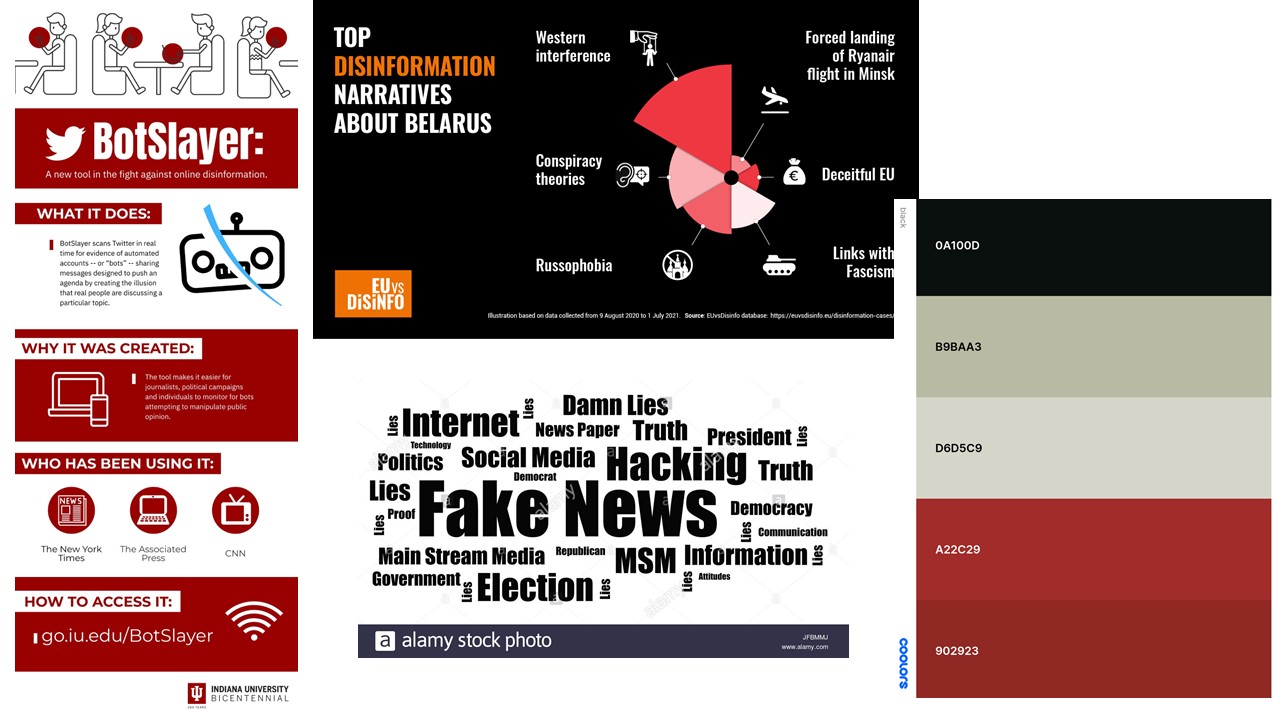 BotSlayer:
A new tool in the fight against online disinformation.
WHAT IT DOES:
BotSlayer scans Twitter in real
time for evidence of automated
accounts -- or "bots" -- sharing
messages designed to push an
agenda by creating the illusion
that real people are discussing a
particular topic.
WHY IT WAS CREATED:
The tool makes it easier for
journalists, political campaigns
and individuals to monitor for bots
attempting to manipulate public
opinion.
WHO HAS BEEN USING IT:
NEWS
The New York
Times
The Associated
Press
CNN
HOW TO ACCESS IT:
go.iu.edu/BotSlayer
INDIANA UNIVERSITY
BICENTENNIAL
TOP
DISINFORMATION
NARRATIVES
ABOUT BELARUS
Western
interference
Forced landing
of Ryanair
flight in Minsk
Conspiracy
theories
Deceitful EU
Russophobia
Links with
Fascism
EU VS
DiSiNFO
Illustration based on data collected from 9 August 2020 to 1 July 2021. Source: EUvsDisinfo database: https://euvsdisinfo.eu/disinformation-cases/
Damn Lies
Lies
Internet
Lies
News Paper
Truth
President
Lies
Technology
Politics
Social Media
Hacking
Truth
Democrat
Lies
Fake News
Democracy
Proof
Lies
Lies
Communication
Main Stream Media
Republican
MSM
Information
Lies
Government
Lies
Election
Lies
Lies
Attitudes
a alamy stock photo
JFBMMJ
www.alamy.com
black
0A100D
B9BAA3
D6D5C9
A22C29
902923
coolors